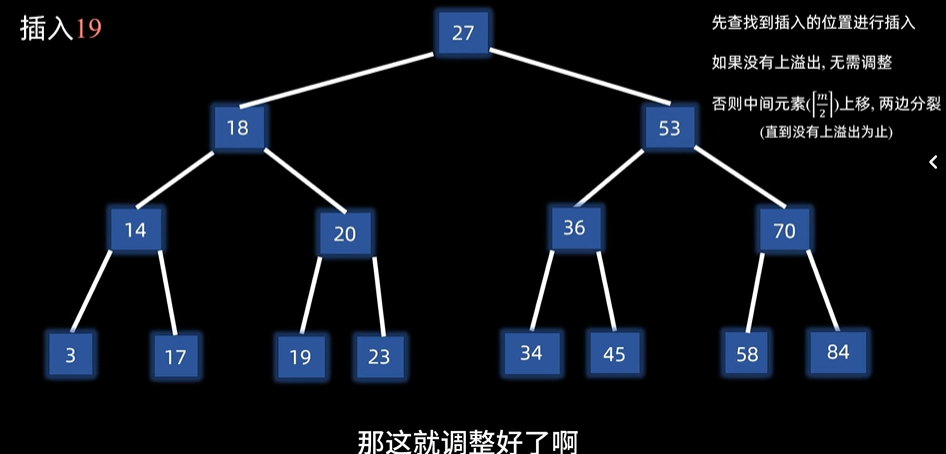 插入19
先查找到插入的位置进行插入
如果没有上溢出, 无需调整
否则中间元素(⌈m/2⌉)上移, 两边分裂
(直到没有上溢出为止)
27
18
53
14
20
36
70
3
17
19
23
34
45
58
84
那这就调整好了啊